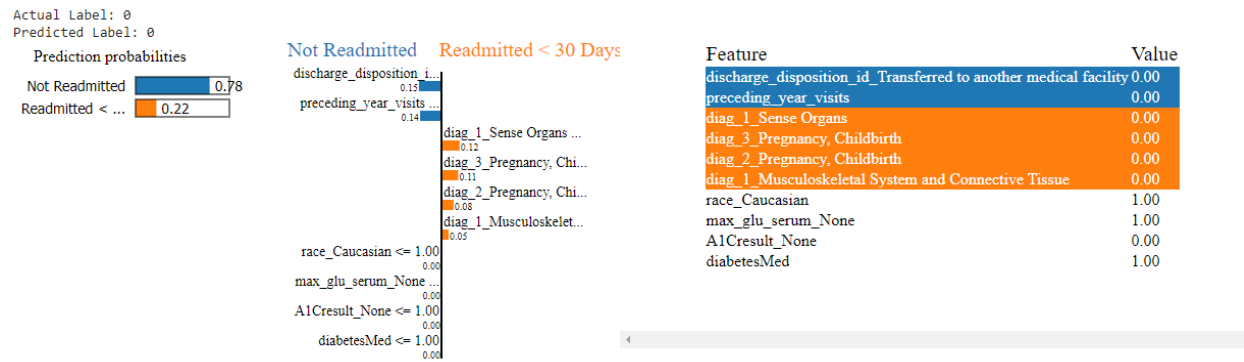 Actual Label: 0
Predicted Label: 0
Prediction probabilities
Not Readmitted 0.78
Readmitted < ... 0.22
Not Readmitted Readmitted < 30 Days
discharge_disposition_i...
0.15
preceding_year_visits ...
0.14
diag_1_Sense Organs ...
0.12
diag_3_Pregnancy, Chi...
0.11
diag_2_Pregnancy, Chi...
0.08
diag_1_Musculoskelet...
0.05
race_Caucasian <= 1.00
0.00
max_glu_serum_None ...
0.00
A1Cresult_None <= 1.00
0.00
diabetesMed <= 1.00
0.00
Feature Value
discharge_disposition_id_Transferred to another medical facility 0.00
preceding_year_visits 0.00
diag_1_Sense Organs 0.00
diag_3_Pregnancy, Childbirth 0.00
diag_2_Pregnancy, Childbirth 0.00
diag_1_Musculoskeletal System and Connective Tissue 0.00
race_Caucasian 1.00
max_glu_serum_None 1.00
A1Cresult_None 0.00
diabetesMed 1.00